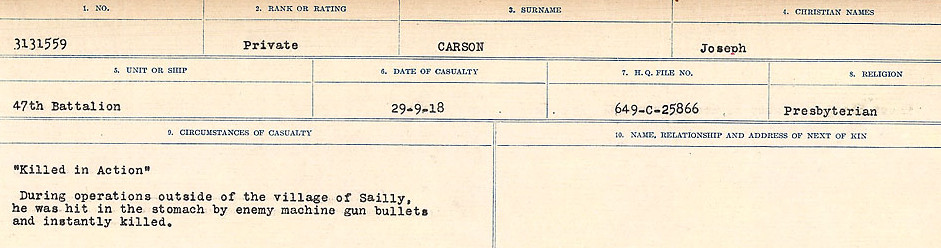 1. NO. 2. RANK OR RATING 3. SURNAME 4. CHRISTIAN NAMES
3131559 Private CARSON Joseph
5. UNIT OR SHIP 6. DATE OF CASUALTY 7. H.Q. FILE NO. 8. RELIGION
47th Battalion 29-9-18 649-C-25866 Presbyterian
9. CIRCUMSTANCES OF CASUALTY 10. NAME, RELATIONSHIP AND ADDRESS OF NEXT OF KIN
"Killed in Action"
During operations outside of the village of Sailly,
he was hit in the stomach by enemy machine gun bullets
and instantly killed.